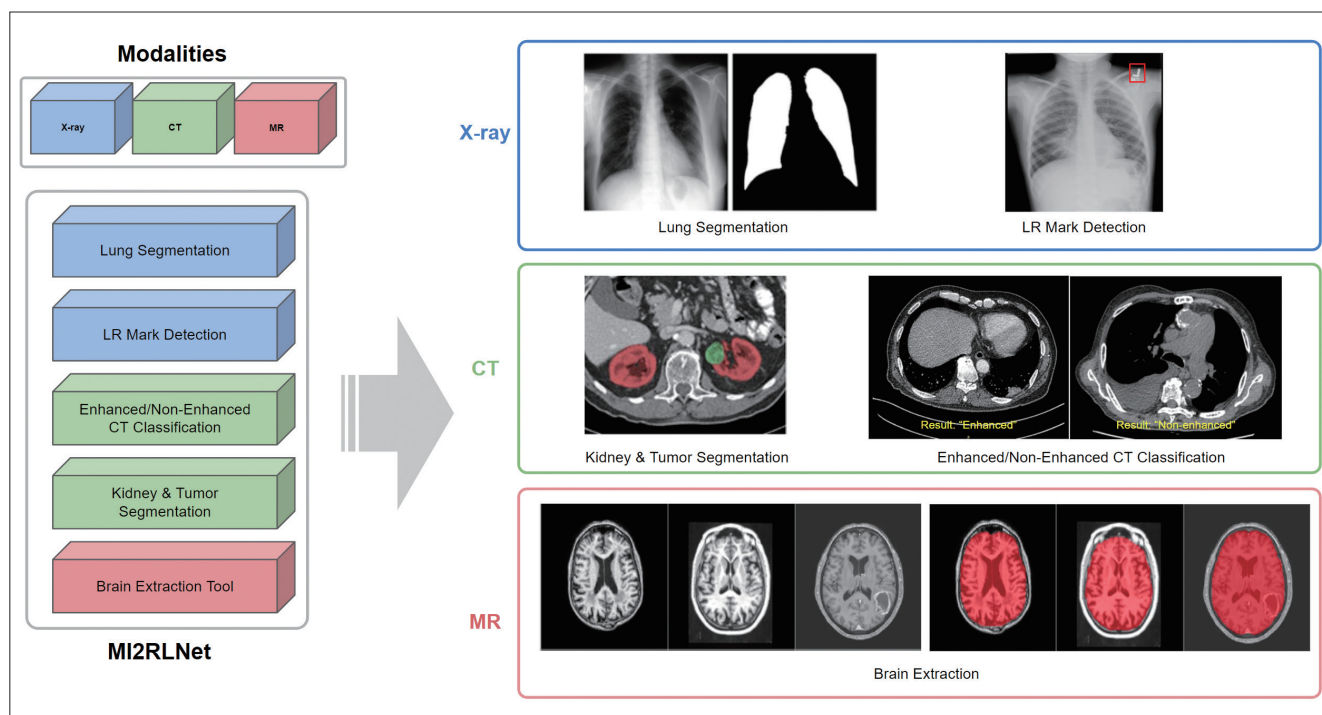 Modalities
X-ray
CT
MR
Lung Segmentation
LR Mark Detection
Enhanced/Non-Enhanced
CT Classification
Kidney & Tumor
Segmentation
Brain Extraction Tool
MI2RLNet
X-ray
L
Lung Segmentation
LR Mark Detection
CT
Result: "Enhanced"
Result: "Non-enhanced"
Kidney & Tumor Segmentation
Enhanced/Non-Enhanced CT Classification
MR
Brain Extraction